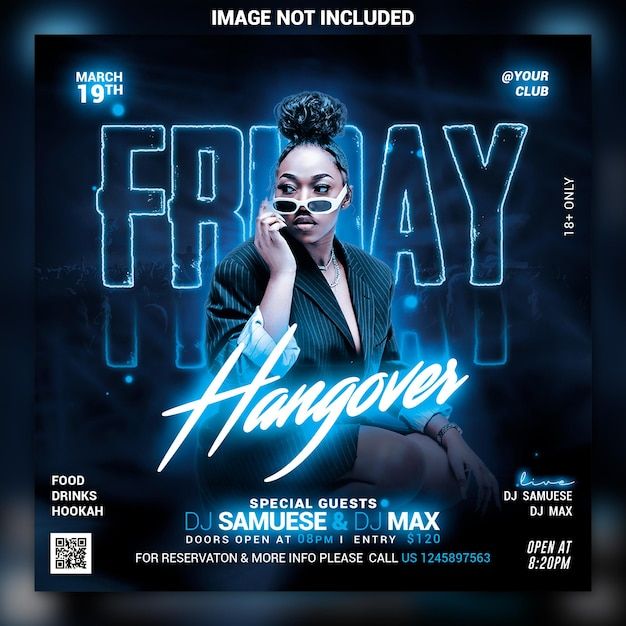 IMAGE NOT INCLUDED
MARCH
19TH
@YOUR
CLUB
FRIDAY
18+ ONLY
Hangover
FOOD
DRINKS
HOOKAH
live
DJ SAMUESE
DJ MAX
SPECIAL GUESTS
DJ SAMUESE & DJ MAX
DOORS OPEN AT 08PM I ENTRY $120
FOR RESERVATON & MORE INFO PLEASE CALL US 1245897563
OPEN AT
8:20PM